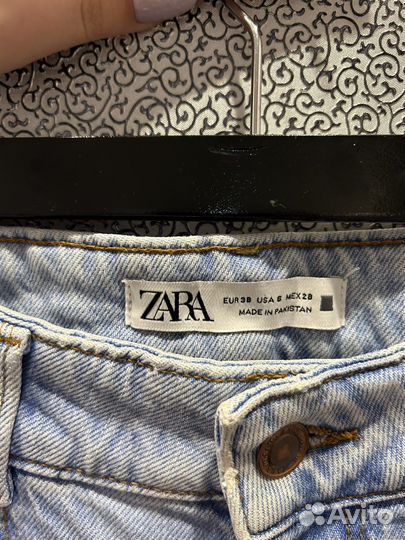 ZARA
EUR 38 USA 6 MEX 28
MADE IN PAKISTAN
Avito